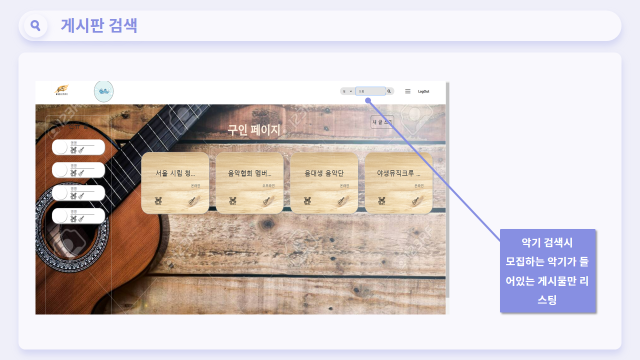 게시판 검색
LogOut
구인 페이지
새 글 쓰기
서울 시립 청...
음악협회 멤버...
음대생 음악단
야생뮤직크루 ...
악기 검색시
모집하는 악기가 들
어있는 게시물만 리
스팅